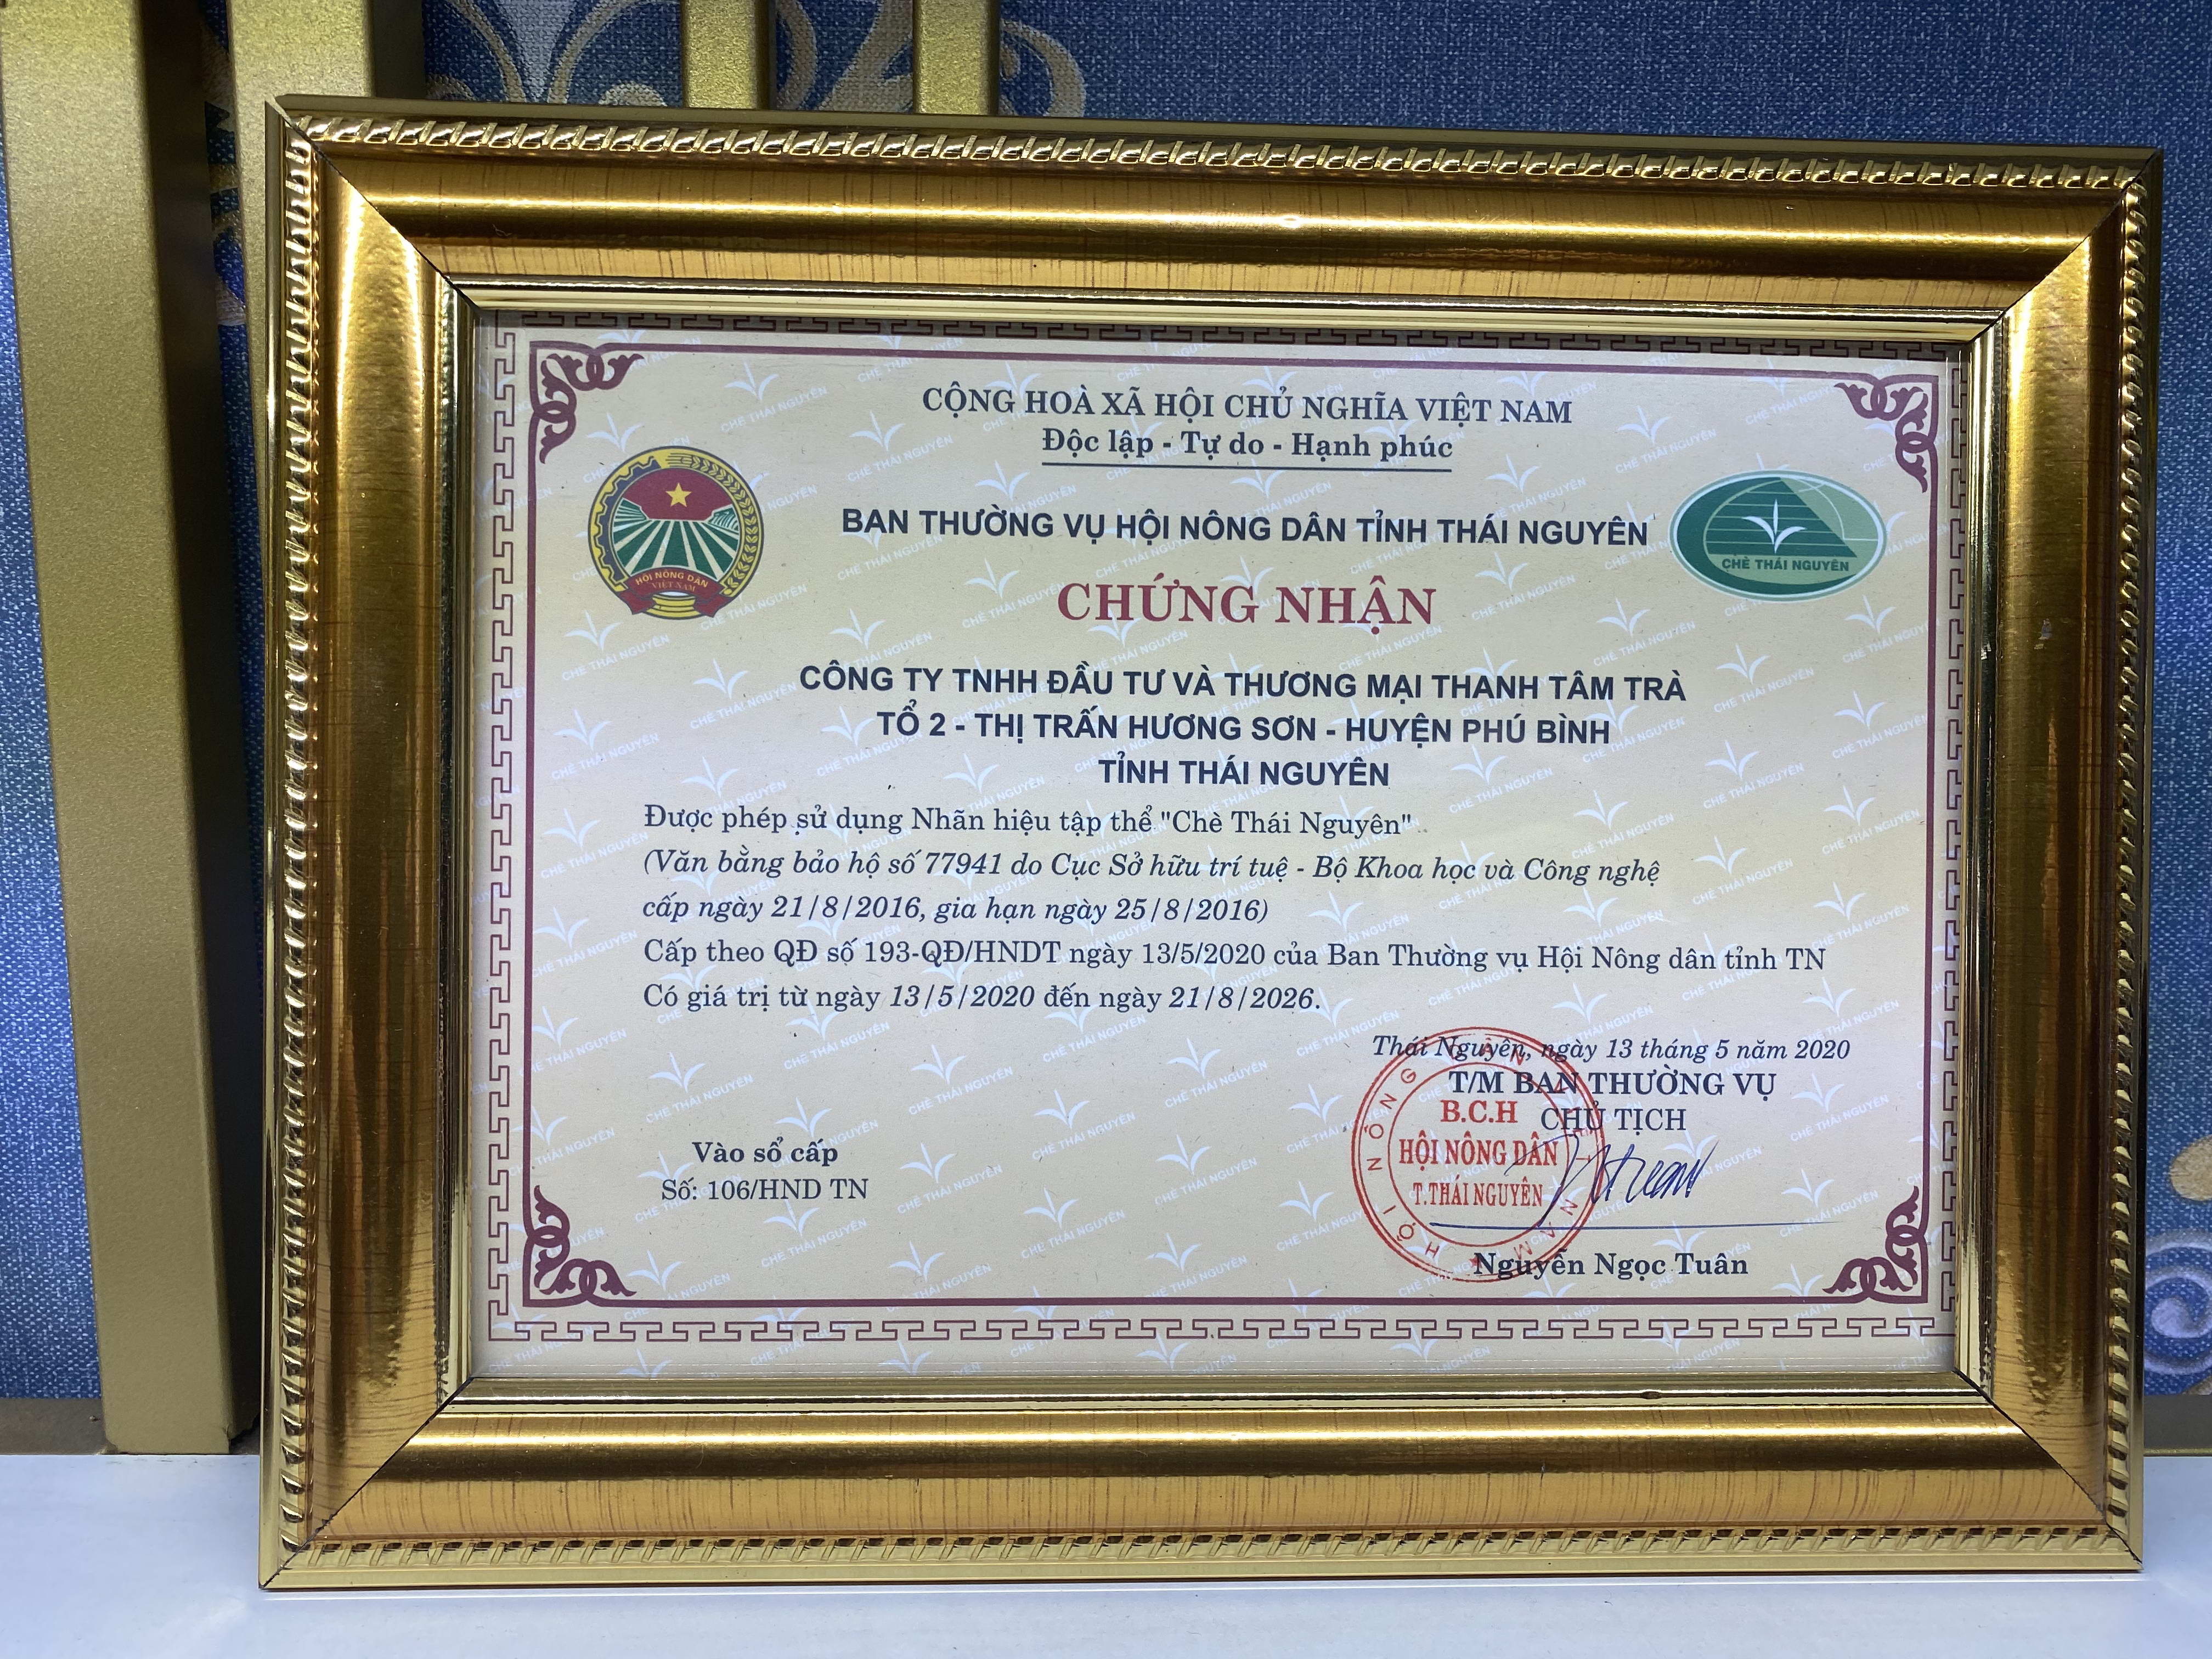 CỘNG HOÀ XÃ HỘI CHỦ NGHĨA VIỆT NAM
Độc lập - Tự do - Hạnh phúc
HỘI NÔNG DÂN
VIỆT NAM
BAN THƯỜNG VỤ HỘI NÔNG DÂN TỈNH THÁI NGUYÊN
CHÈ THÁI NGUYÊN
CHỨNG NHẬN
CÔNG TY TNHH ĐẦU TƯ VÀ THƯƠNG MẠI THANH TÂM TRÀ
TỔ 2 - THỊ TRẤN HƯƠNG SƠN - HUYỆN PHÚ BÌNH
TỈNH THÁI NGUYÊN
Được phép sử dụng Nhãn hiệu tập thể "Chè Thái Nguyên"
(Văn bằng bảo hộ số 77941 do Cục Sở hữu trí tuệ - Bộ Khoa học và Công nghệ
cấp ngày 21/8/2016, gia hạn ngày 25/8/2016)
Cấp theo QĐ số 193-QĐ/HNDT ngày 13/5/2020 của Ban Thường vụ Hội Nông dân tỉnh TN
Có giá trị từ ngày 13/5/2020 đến ngày 21/8/2026.
Thái Nguyên, ngày 13 tháng 5 năm 2020
T/M BAN THƯỜNG VỤ
CHỦ TỊCH
B.C.H
HỘI NÔNG DÂN
T.THÁI NGUYÊN
Vào sổ cấp
Số: 106/HND TN
Nguyễn Ngọc Tuân